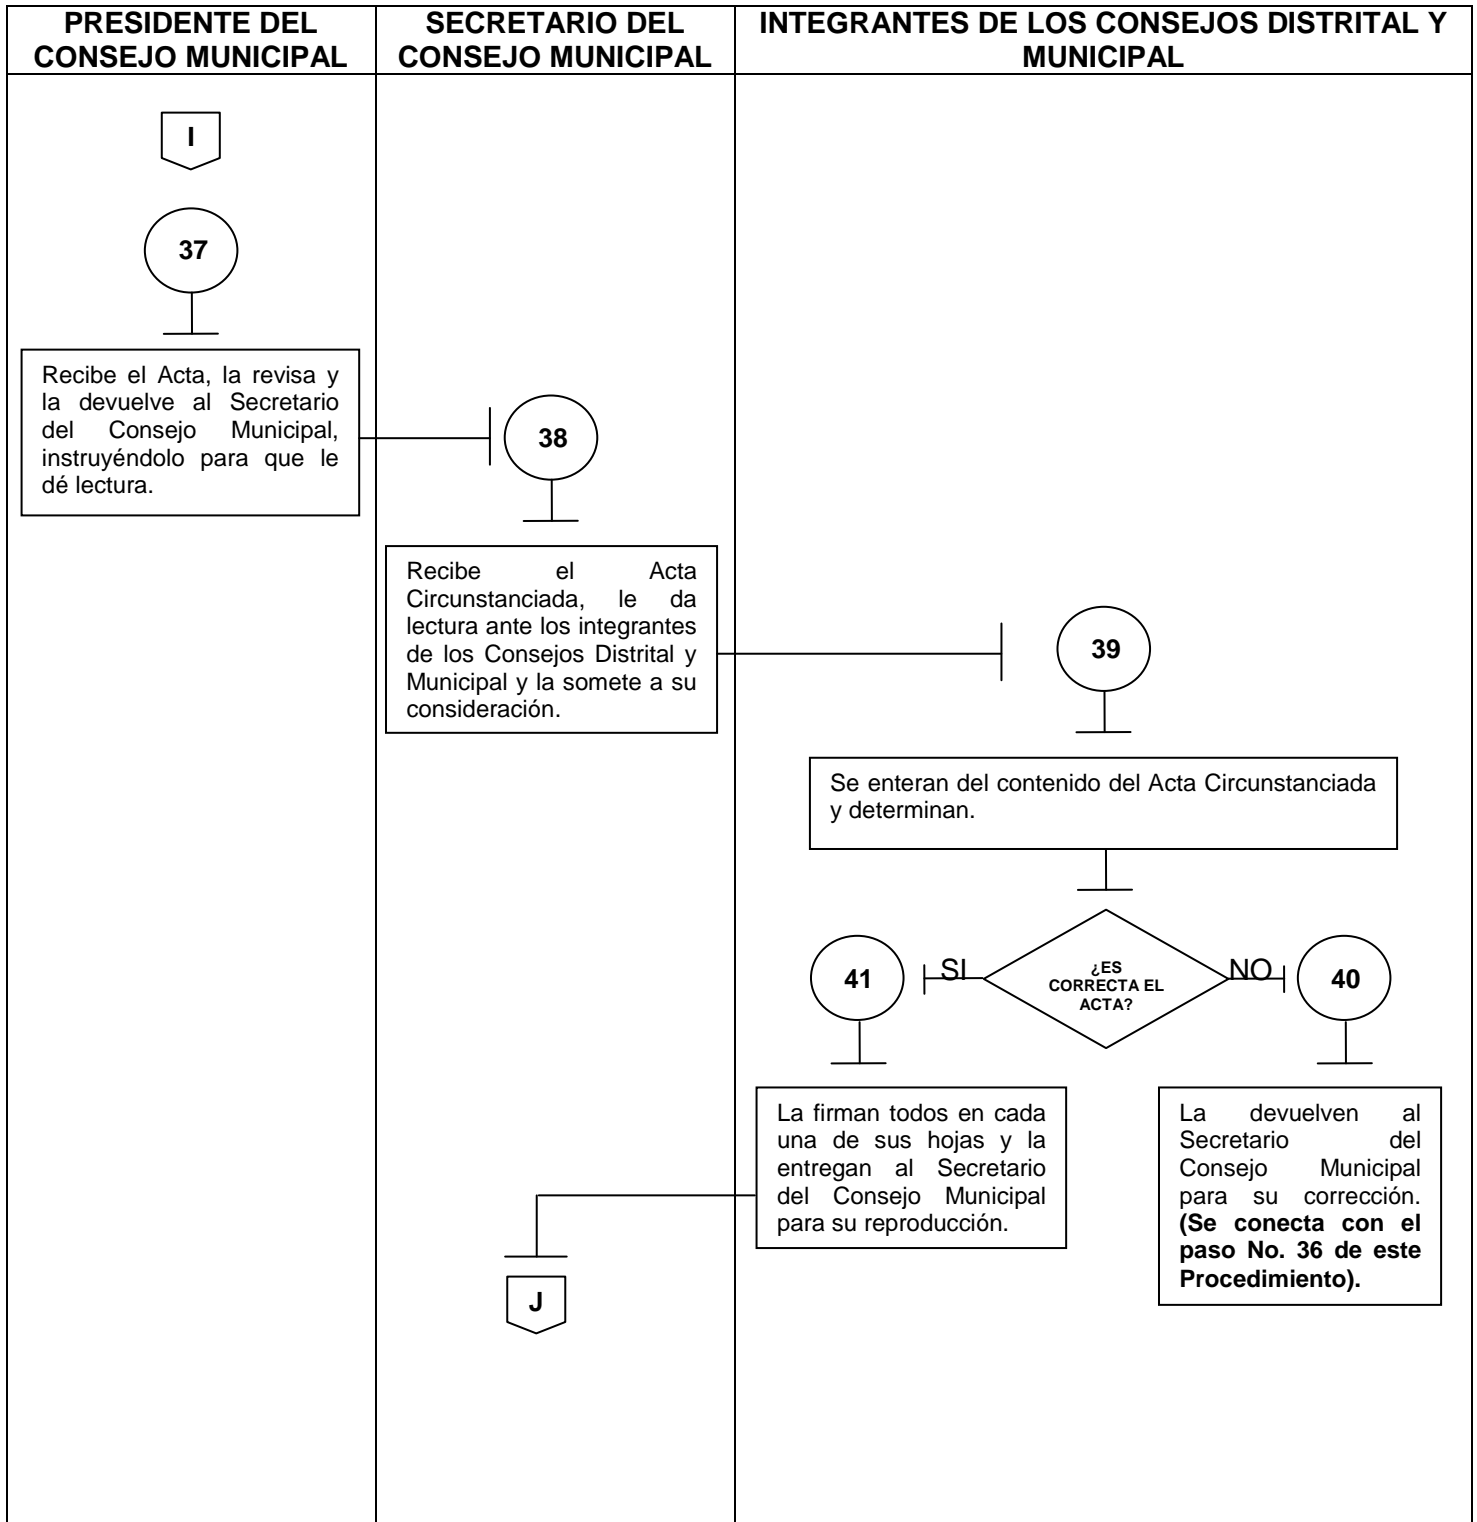 PRESIDENTE DEL
CONSEJO MUNICIPAL
SECRETARIO DEL
CONSEJO MUNICIPAL
INTEGRANTES DE LOS CONSEJOS DISTRITAL Y
MUNICIPAL
I
37
Recibe el Acta, la revisa y
la devuelve al Secretario
del Consejo Municipal,
instruyéndolo para que le
dé lectura.
38
Recibe el Acta
Circunstanciada, le da
lectura ante los integrantes
de los Consejos Distrital y
Municipal y la somete a su
consideración.
39
Se enteran del contenido del Acta Circunstanciada
y determinan.
41
SI
¿ES
CORRECTA EL
ACTA?
NO
40
La firman todos en cada
una de sus hojas y la
entregan al Secretario
del Consejo Municipal
para su reproducción.
La devuelven al
Secretario del
Consejo Municipal
para su corrección.
(Se conecta con el
paso No. 36 de este
Procedimiento).
J